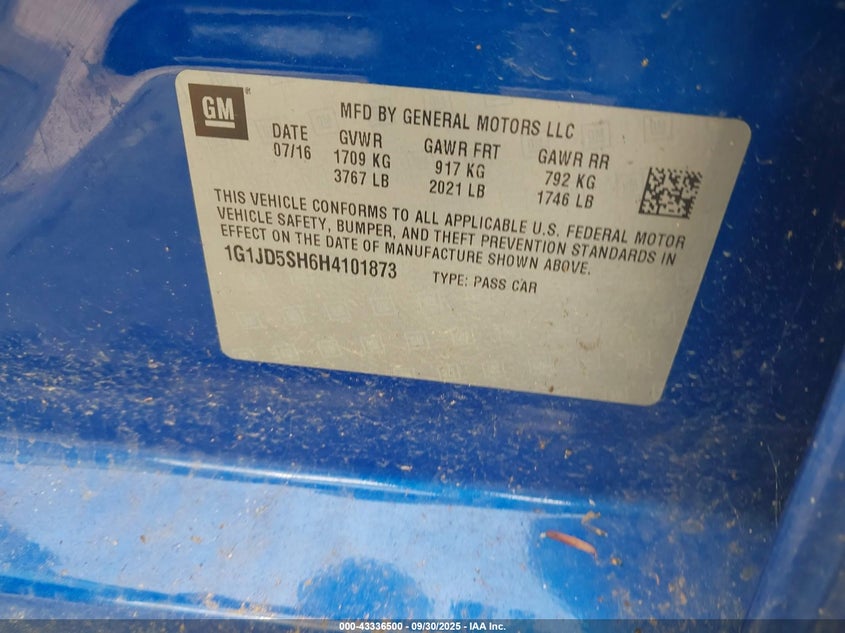 GM
MFD BY GENERAL MOTORS LLC
DATE GVWR GAWR FRT GAWR RR
07/16 1709 KG 917 KG 792 KG
3767 LB 2021 LB 1746 LB
THIS VEHICLE CONFORMS TO ALL APPLICABLE U.S. FEDERAL MOTOR
VEHICLE SAFETY, BUMPER, AND THEFT PREVENTION STANDARDS IN
EFFECT ON THE DATE OF MANUFACTURE SHOWN ABOVE.
1G1JD5SH6H4101873 TYPE: PASS CAR
000-43336500 - 09/30/2025 - IAA Inc.